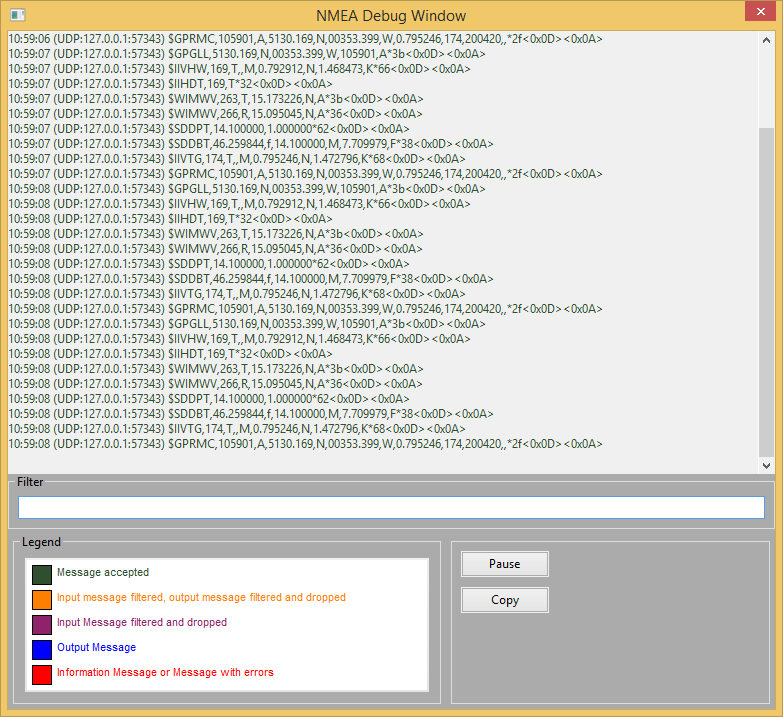 NMEA Debug Window
10:59:06 (UDP:127.0.0.1:57343) $GPRMC,105901,A,5130.169,N,00353.399,W,0.795246,174,200420,,*2f<0x0D><0x0A>
10:59:07 (UDP:127.0.0.1:57343) $GPGLL,5130.169,N,00353.399,W,105901,A*3b<0x0D><0x0A>
10:59:07 (UDP:127.0.0.1:57343) $IIVHW,169,T,,M,0.792912,N,1.468473,K*66<0x0D><0x0A>
10:59:07 (UDP:127.0.0.1:57343) $IIHDT,169,T*32<0x0D><0x0A>
10:59:07 (UDP:127.0.0.1:57343) $WIMWV,263,T,15.173226,N,A*3b<0x0D><0x0A>
10:59:07 (UDP:127.0.0.1:57343) $WIMWV,266,R,15.095045,N,A*36<0x0D><0x0A>
10:59:07 (UDP:127.0.0.1:57343) $SDDPT,14.100000,1.000000*62<0x0D><0x0A>
10:59:07 (UDP:127.0.0.1:57343) $SDDBT,46.259844,f,14.100000,M,7.709979,F*38<0x0D><0x0A>
10:59:07 (UDP:127.0.0.1:57343) $IIVTG,174,T,,M,0.795246,N,1.472796,K*68<0x0D><0x0A>
10:59:07 (UDP:127.0.0.1:57343) $GPRMC,105901,A,5130.169,N,00353.399,W,0.795246,174,200420,,*2f<0x0D><0x0A>
10:59:08 (UDP:127.0.0.1:57343) $GPGLL,5130.169,N,00353.399,W,105901,A*3b<0x0D><0x0A>
10:59:08 (UDP:127.0.0.1:57343) $IIVHW,169,T,,M,0.792912,N,1.468473,K*66<0x0D><0x0A>
10:59:08 (UDP:127.0.0.1:57343) $IIHDT,169,T*32<0x0D><0x0A>
10:59:08 (UDP:127.0.0.1:57343) $WIMWV,263,T,15.173226,N,A*3b<0x0D><0x0A>
10:59:08 (UDP:127.0.0.1:57343) $WIMWV,266,R,15.095045,N,A*36<0x0D><0x0A>
10:59:08 (UDP:127.0.0.1:57343) $SDDPT,14.100000,1.000000*62<0x0D><0x0A>
10:59:08 (UDP:127.0.0.1:57343) $SDDBT,46.259844,f,14.100000,M,7.709979,F*38<0x0D><0x0A>
10:59:08 (UDP:127.0.0.1:57343) $IIVTG,174,T,,M,0.795246,N,1.472796,K*68<0x0D><0x0A>
10:59:08 (UDP:127.0.0.1:57343) $GPRMC,105901,A,5130.169,N,00353.399,W,0.795246,174,200420,,*2f<0x0D><0x0A>
10:59:08 (UDP:127.0.0.1:57343) $GPGLL,5130.169,N,00353.399,W,105901,A*3b<0x0D><0x0A>
10:59:08 (UDP:127.0.0.1:57343) $IIVHW,169,T,,M,0.792912,N,1.468473,K*66<0x0D><0x0A>
10:59:08 (UDP:127.0.0.1:57343) $IIHDT,169,T*32<0x0D><0x0A>
10:59:08 (UDP:127.0.0.1:57343) $WIMWV,263,T,15.173226,N,A*3b<0x0D><0x0A>
10:59:08 (UDP:127.0.0.1:57343) $WIMWV,266,R,15.095045,N,A*36<0x0D><0x0A>
10:59:08 (UDP:127.0.0.1:57343) $SDDPT,14.100000,1.000000*62<0x0D><0x0A>
10:59:08 (UDP:127.0.0.1:57343) $SDDBT,46.259844,f,14.100000,M,7.709979,F*38<0x0D><0x0A>
10:59:08 (UDP:127.0.0.1:57343) $IIVTG,174,T,,M,0.795246,N,1.472796,K*68<0x0D><0x0A>
10:59:08 (UDP:127.0.0.1:57343) $GPRMC,105901,A,5130.169,N,00353.399,W,0.795246,174,200420,,*2f<0x0D><0x0A>
Filter
Legend
Message accepted
Input message filtered, output message filtered and dropped
Input Message filtered and dropped
Output Message
Information Message or Message with errors
Pause
Copy